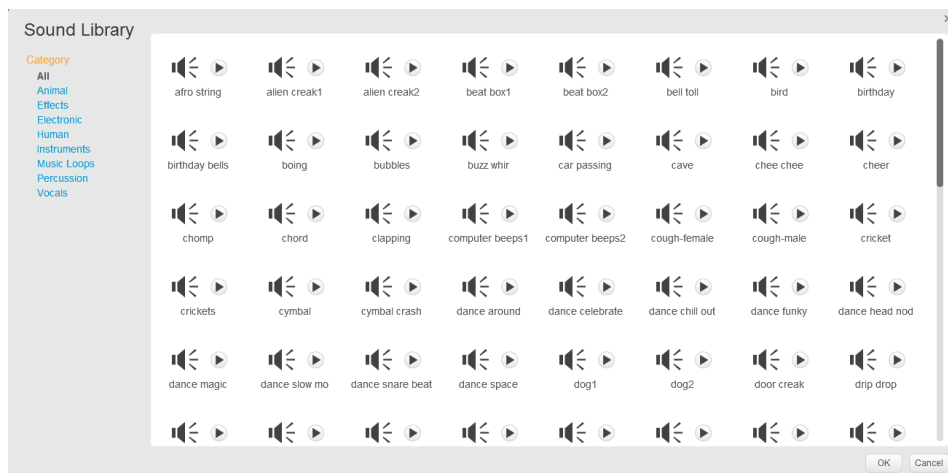 Sound Library
Category
All
Animal
Effects
Electronic
Human
Instruments
Music Loops
Percussion
Vocals
afro string alien creak1 alien creak2 beat box1 beat box2 bell toll bird birthday
birthday bells boing bubbles buzz whir car passing cave chee chee cheer
chomp chord clapping computer beeps1 computer beeps2 cough-female cough-male cricket
crickets cymbal cymbal crash dance around dance celebrate dance chill out dance funky dance head nod
dance magic dance slow mo dance snare beat dance space dog1 dog2 door creak drip drop
OK Cancel